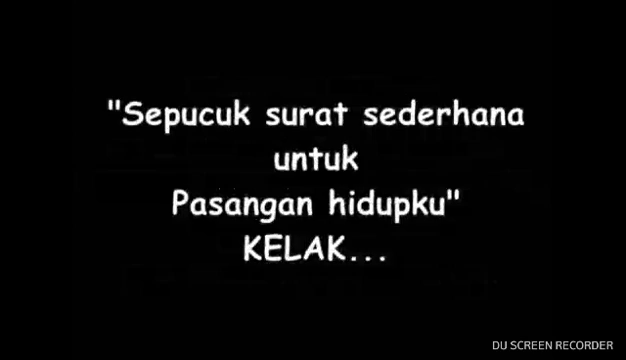 "Sepucuk surat sederhana
untuk
Pasangan hidupku"
KELAK...
DU SCREEN RECORDER